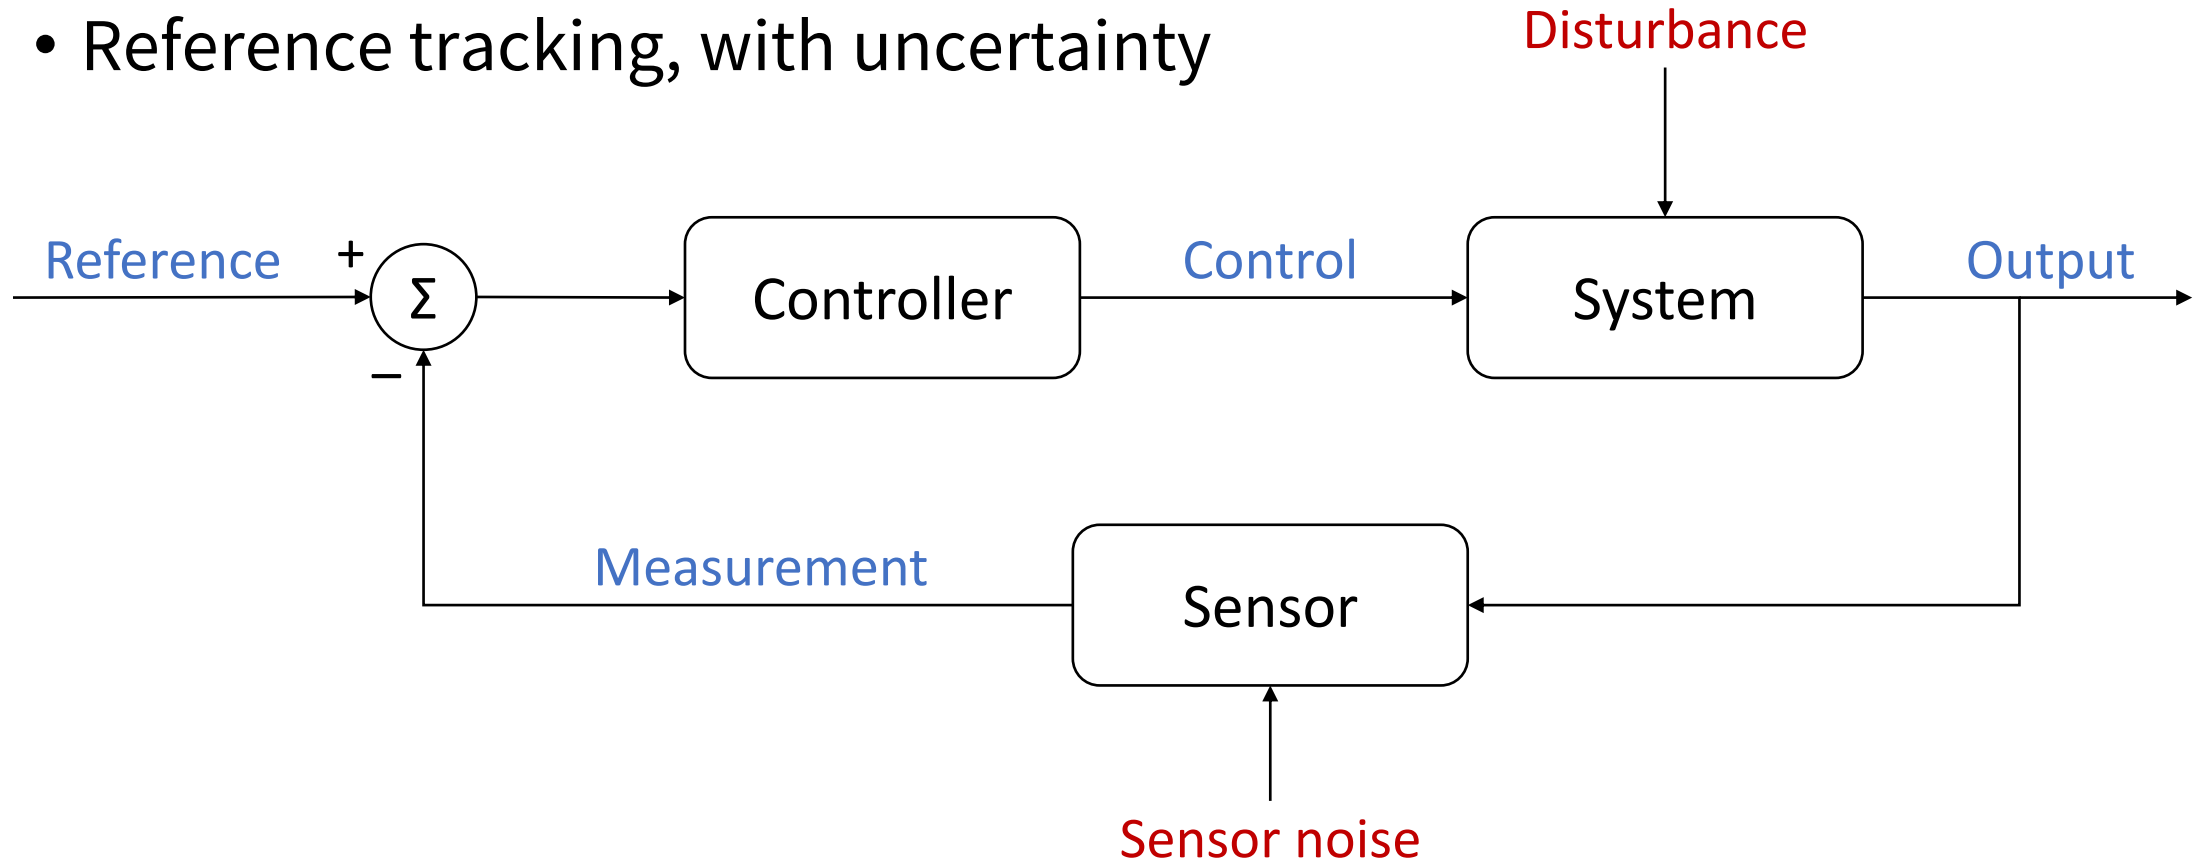 • Reference tracking, with uncertainty
Disturbance
Reference
+
Σ
−
Controller
Control
System
Output
Measurement
Sensor
Sensor noise